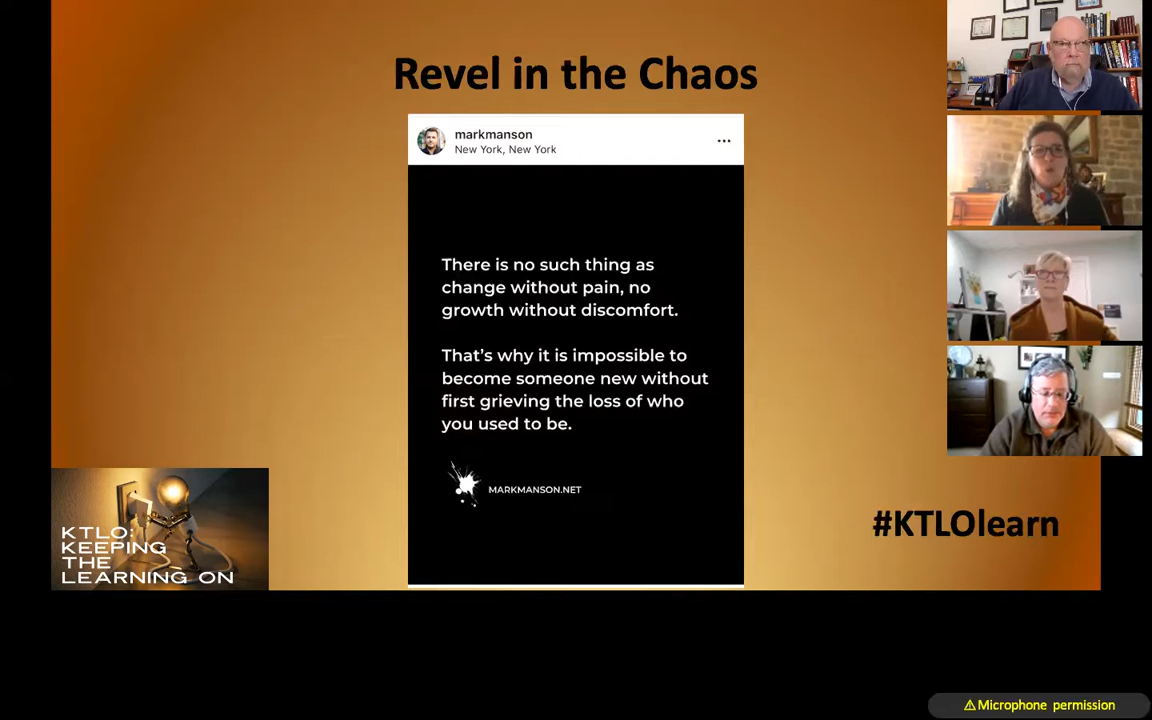 Revel in the Chaos
markmanson
New York, New York
There is no such thing as
change without pain, no
growth without discomfort.
That's why it is impossible to
become someone new without
first grieving the loss of who
you used to be.
MARKMANSON.NET
KTLO:
KEEPING
THE
LEARNING ON
#KTLOlearn
⚠Microphone permission